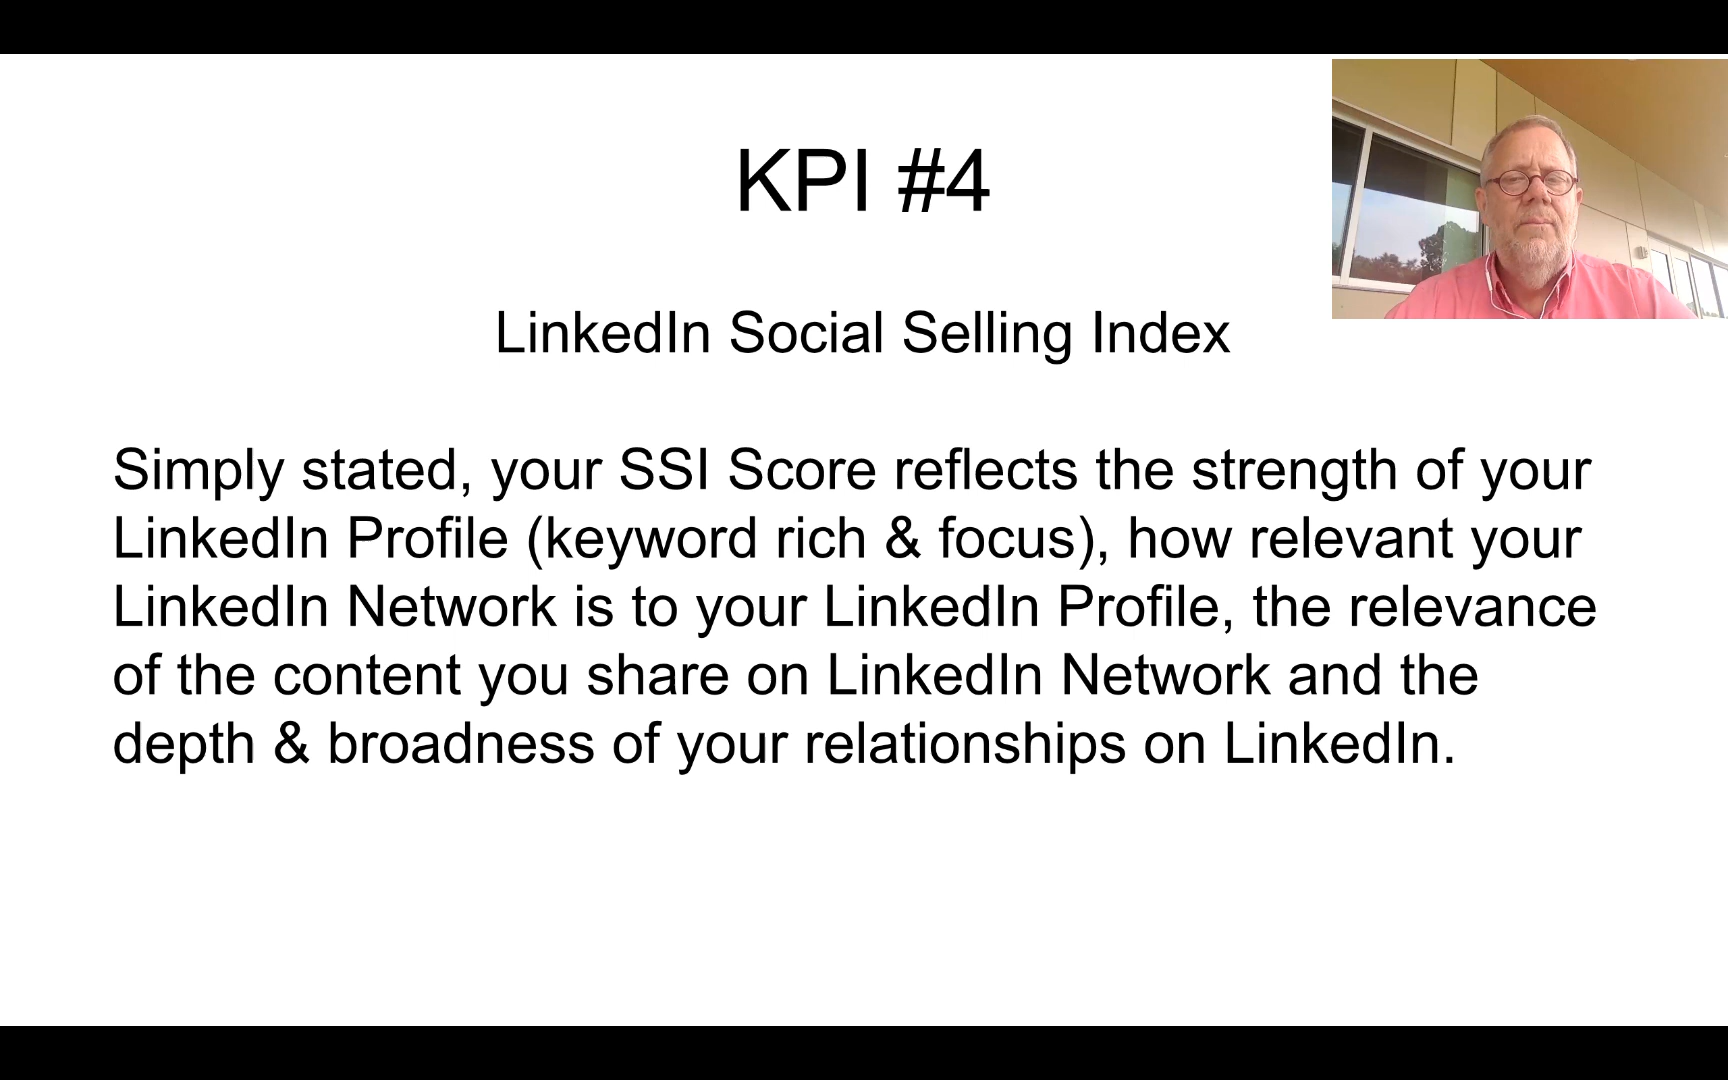 KPI #4
LinkedIn Social Selling Index
Simply stated, your SSI Score reflects the strength of your
LinkedIn Profile (keyword rich & focus), how relevant your
LinkedIn Network is to your LinkedIn Profile, the relevance
of the content you share on LinkedIn Network and the
depth & broadness of your relationships on LinkedIn.